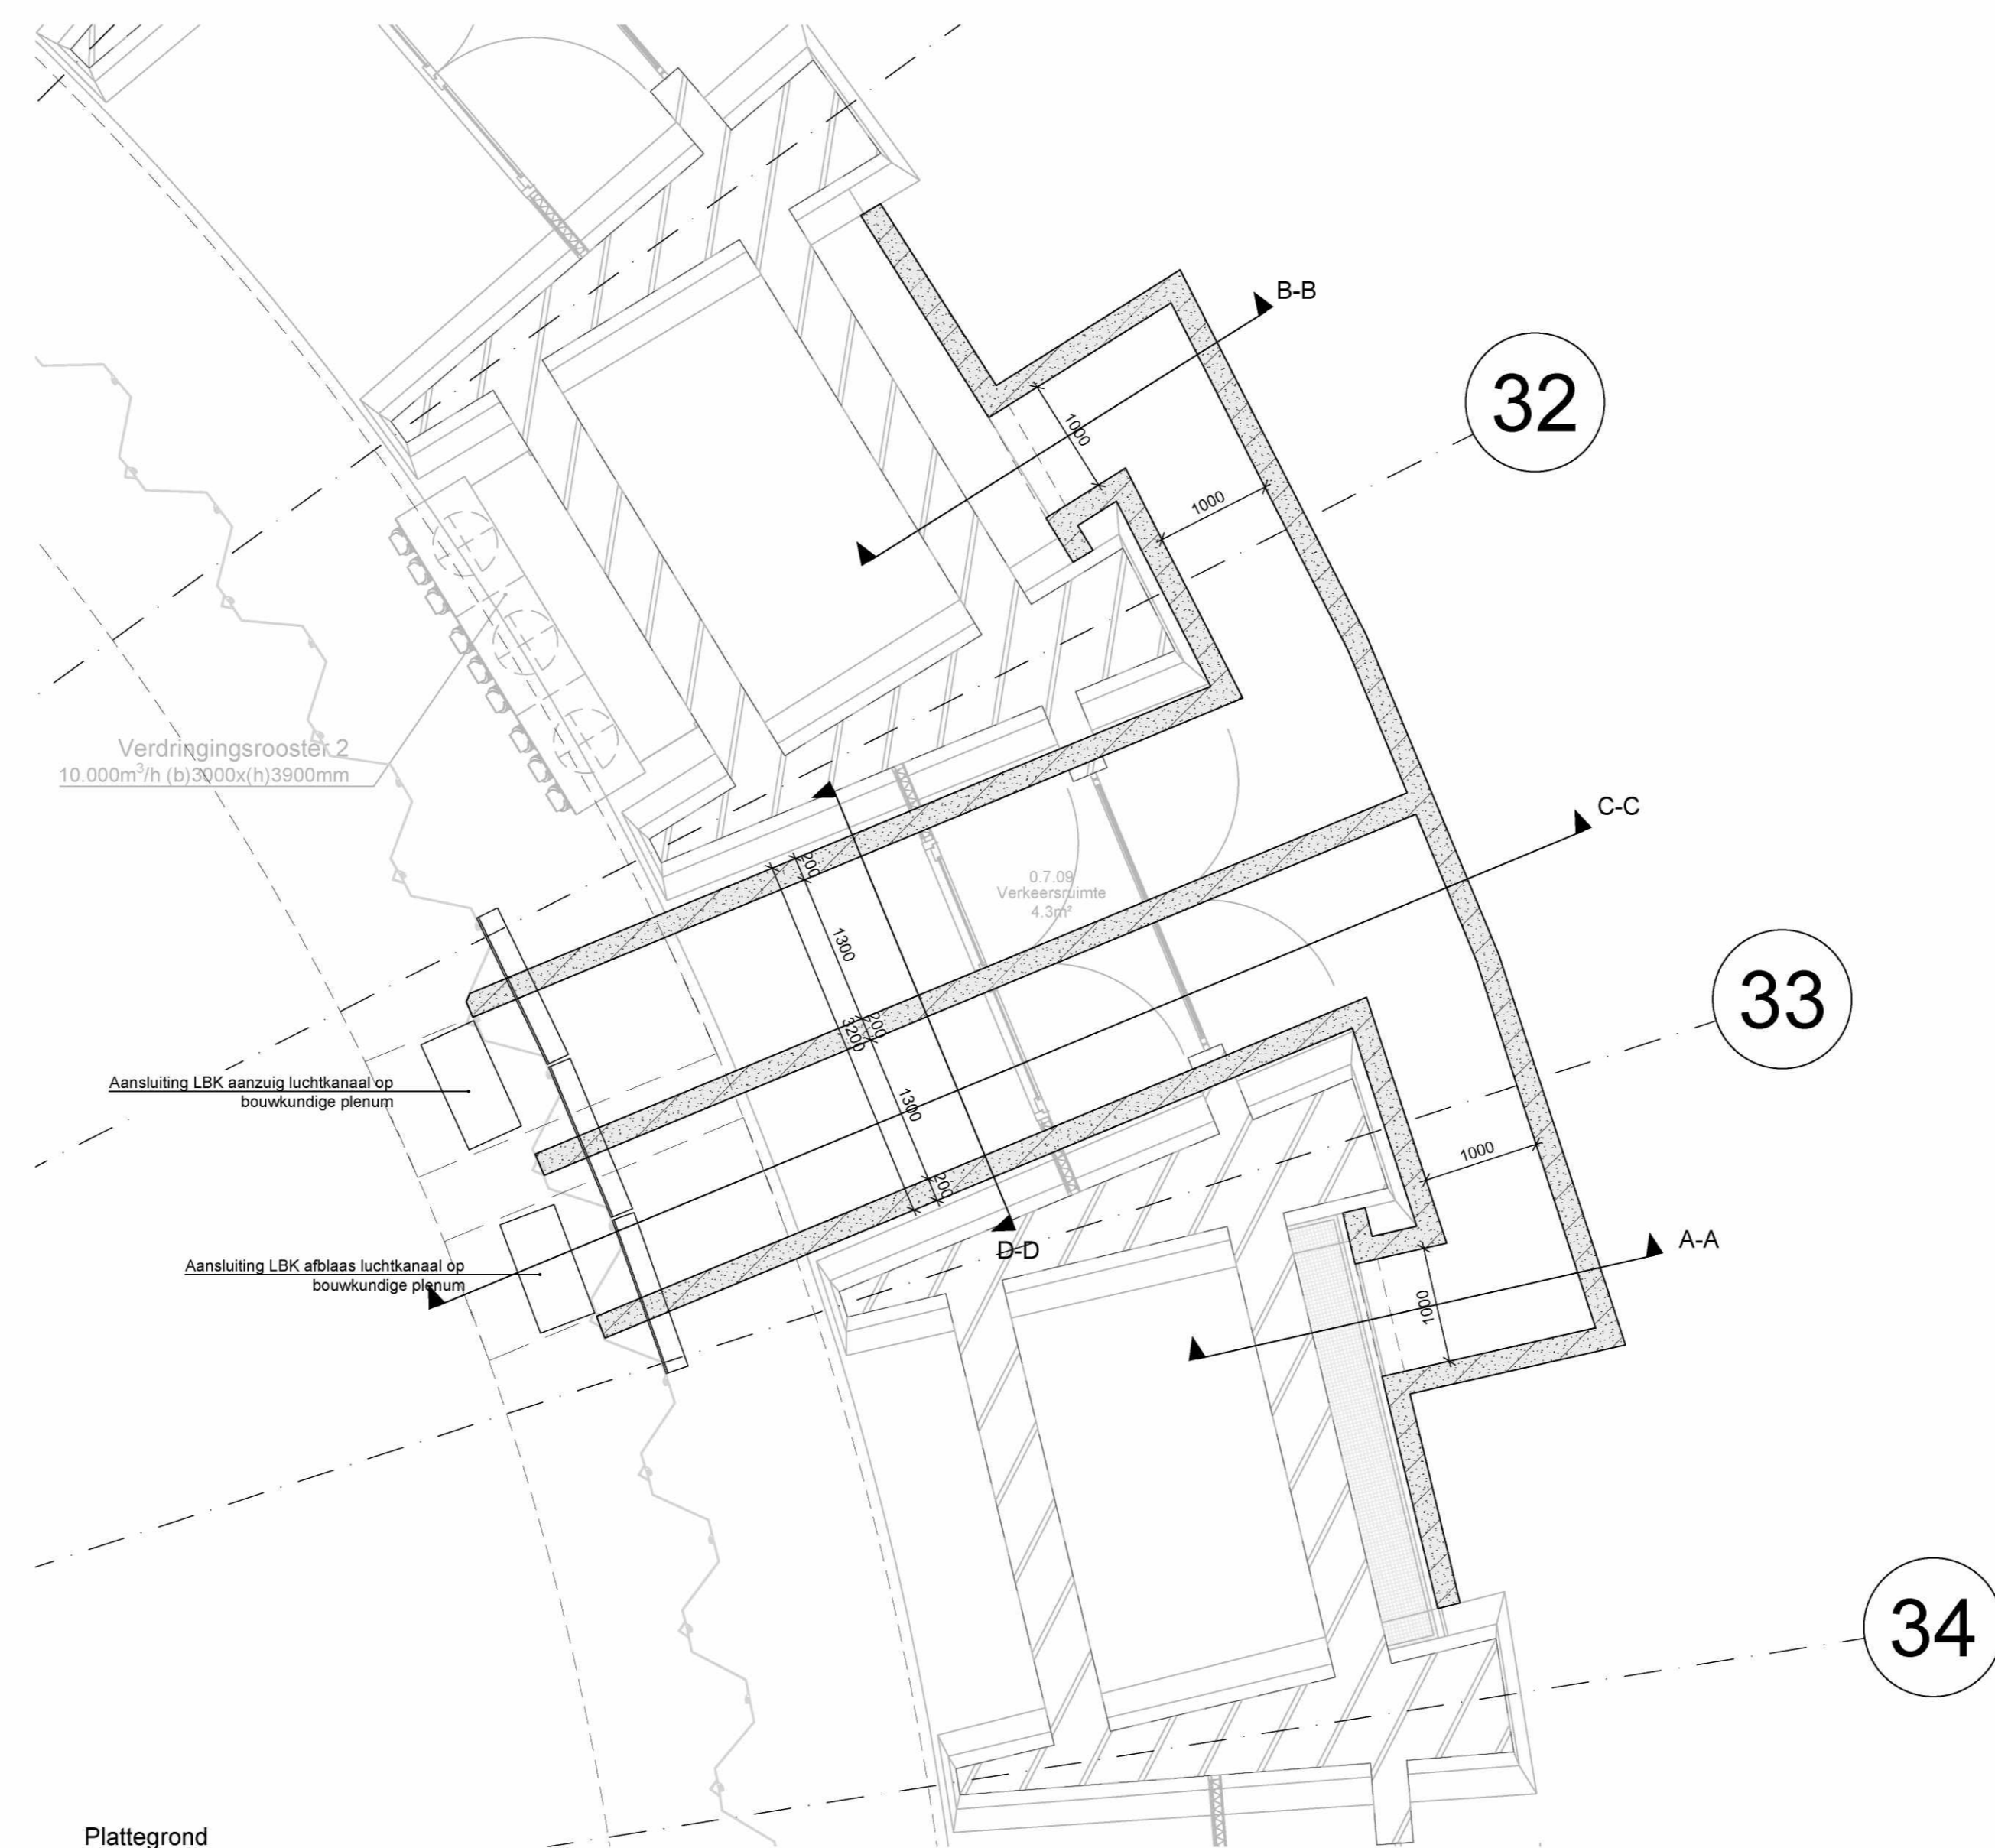 B-B
32
1000
1000
C-C
Verdringingsrooster 2
10.000m³/h (b)3000x(h)3900mm
200
0.7.09
Verkeersruimte
4.3m²
1300
33
200
3200
Aansluiting LBK aanzuig luchtkanaal op
bouwkundige plenum
1300
1000
200
D-D
A-A
Aansluiting LBK afblaas luchtkanaal op
bouwkundige plenum
1000
34
Plattegrond